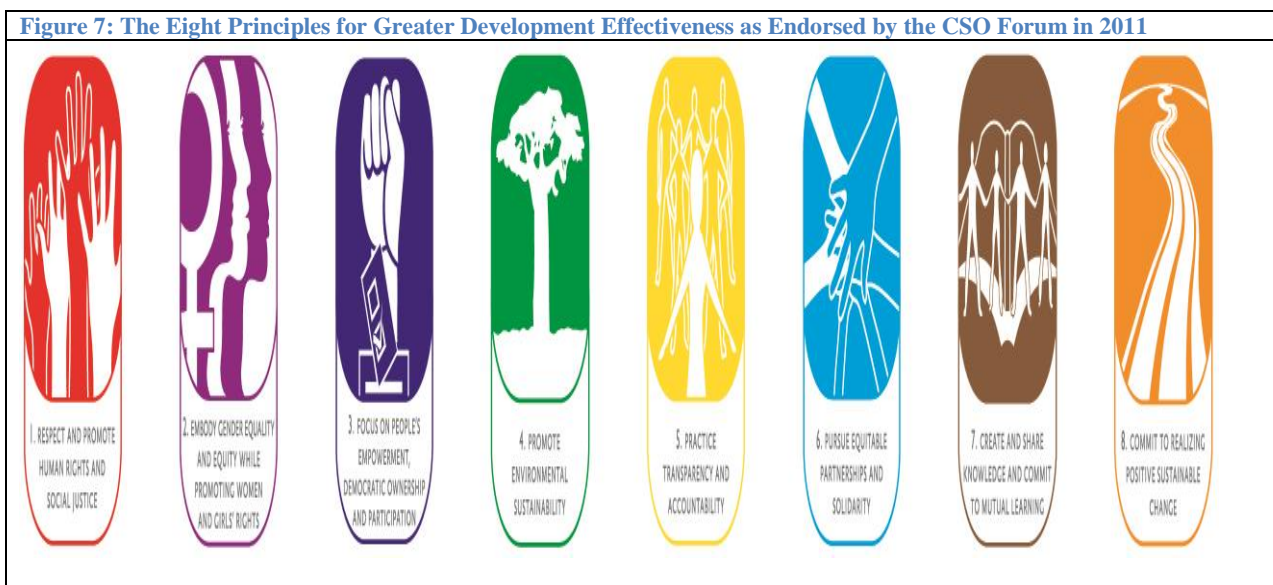 Figure 7: The Eight Principles for Greater Development Effectiveness as Endorsed by the CSO Forum in 2011
1. RESPECT AND PROMOTE
HUMAN RIGHTS AND
SOCIAL JUSTICE
2. EMBODY GENDER EQUALITY
AND EQUITY WHILE
PROMOTING WOMEN
AND GIRLS' RIGHTS
3. FOCUS ON PEOPLE'S
EMPOWERMENT,
DEMOCRATIC OWNERSHIP
AND PARTICIPATION
4. PROMOTE
ENVIRONMENTAL
SUSTAINABILITY
5. PRACTICE
TRANSPARENCY AND
ACCOUNTABILITY
6. PURSUE EQUITABLE
PARTNERSHIPS AND
SOLIDARITY
7. CREATE AND SHARE
KNOWLEDGE AND COMMIT
TO MUTUAL LEARNING
8. COMMIT TO REALIZING
POSITIVE SUSTAINABLE
CHANGE